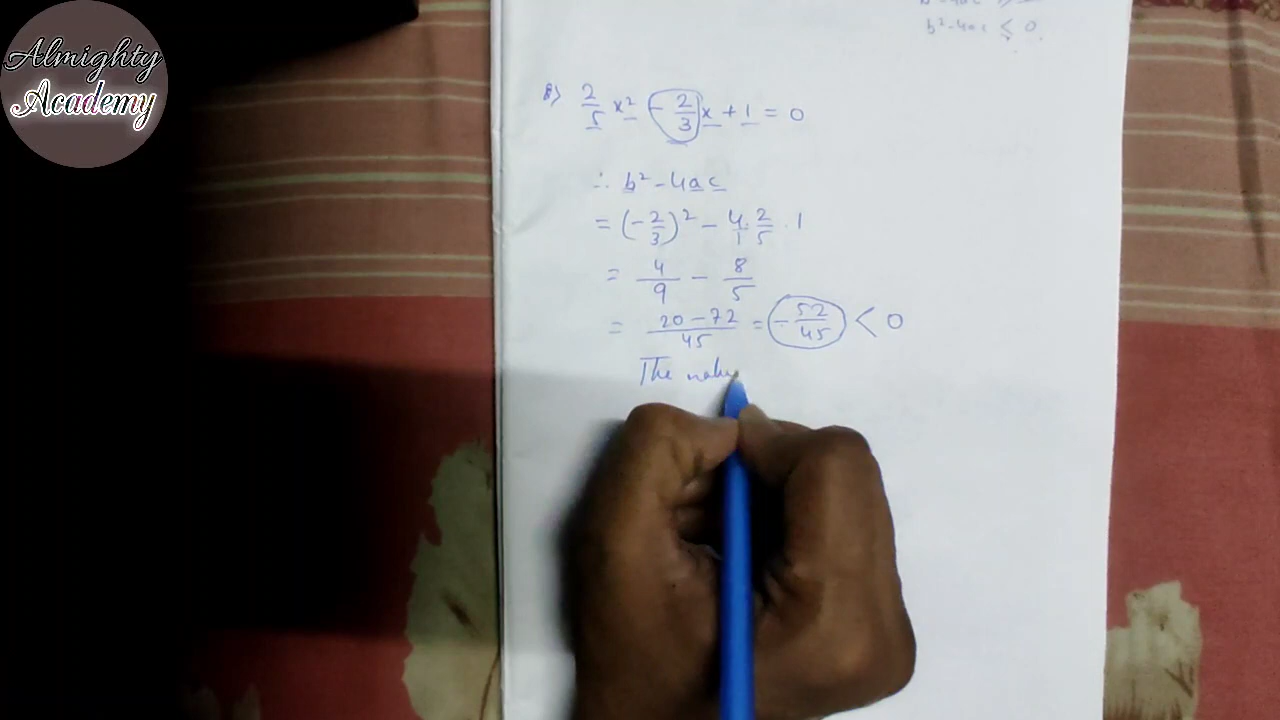 Almighty
Academy
b²-4ac < 0
8) 2/5 x² - 2/3 x + 1 = 0
∴ b² - 4ac
= (-2/3)² - 4/1 · 2/5 · 1
= 4/9 - 8/5
= 20 - 72/45 = - 52/45 < 0
The